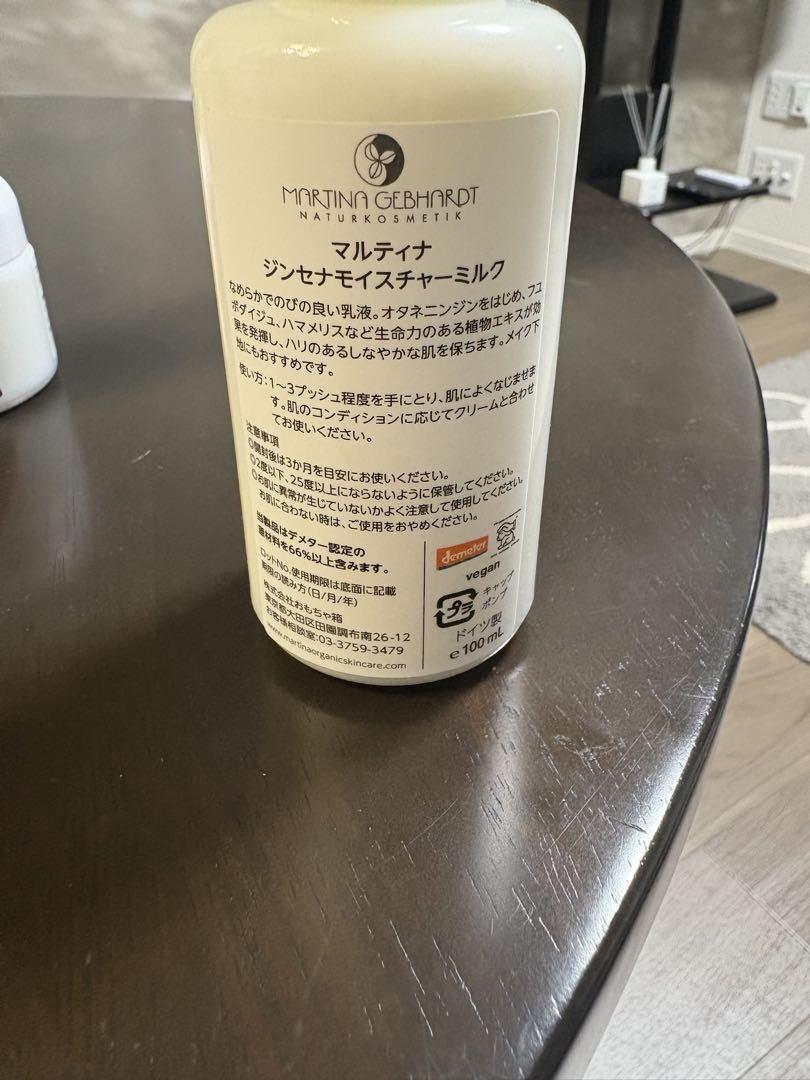 MARTINA GEBHARDT
NATURKOSMETIK
マルティナ
ジンセナモイスチャーミルク
なめらかでのびの良い乳液。オタネニンジンをはじめ、フユ
ボダイジュ、ハマメリスなど生命力のある植物エキスが効
果を発揮し、ハリのあるしなやかな肌を保ちます。メイク下
地にもおすすめです。
使い方:1〜3プッシュ程度を手にとり、肌によくなじませま
す。肌のコンディションに応じてクリームと合わせ
てお使いください。
注意事項
◎開封後は3か月を目安にお使いください。
◎2度以下、25度以上にならないように保管してください。
◎お肌に異常が生じていないかよく注意して使用してください。
お肌に合わない時は、ご使用をおやめください。
当製品はデメター認定の
原材料を66%以上含みます。
ロットNo.使用期限は底面に記載
期限の読み方(日/月/年)
株式会社おもちゃ箱
東京都大田区田園調布南26-12
お客様相談室:03-3759-3479
www.martinaorganicskincare.com
demeter
vegan
プラ
キャップ
ポンプ
ドイツ製
e 100 mL